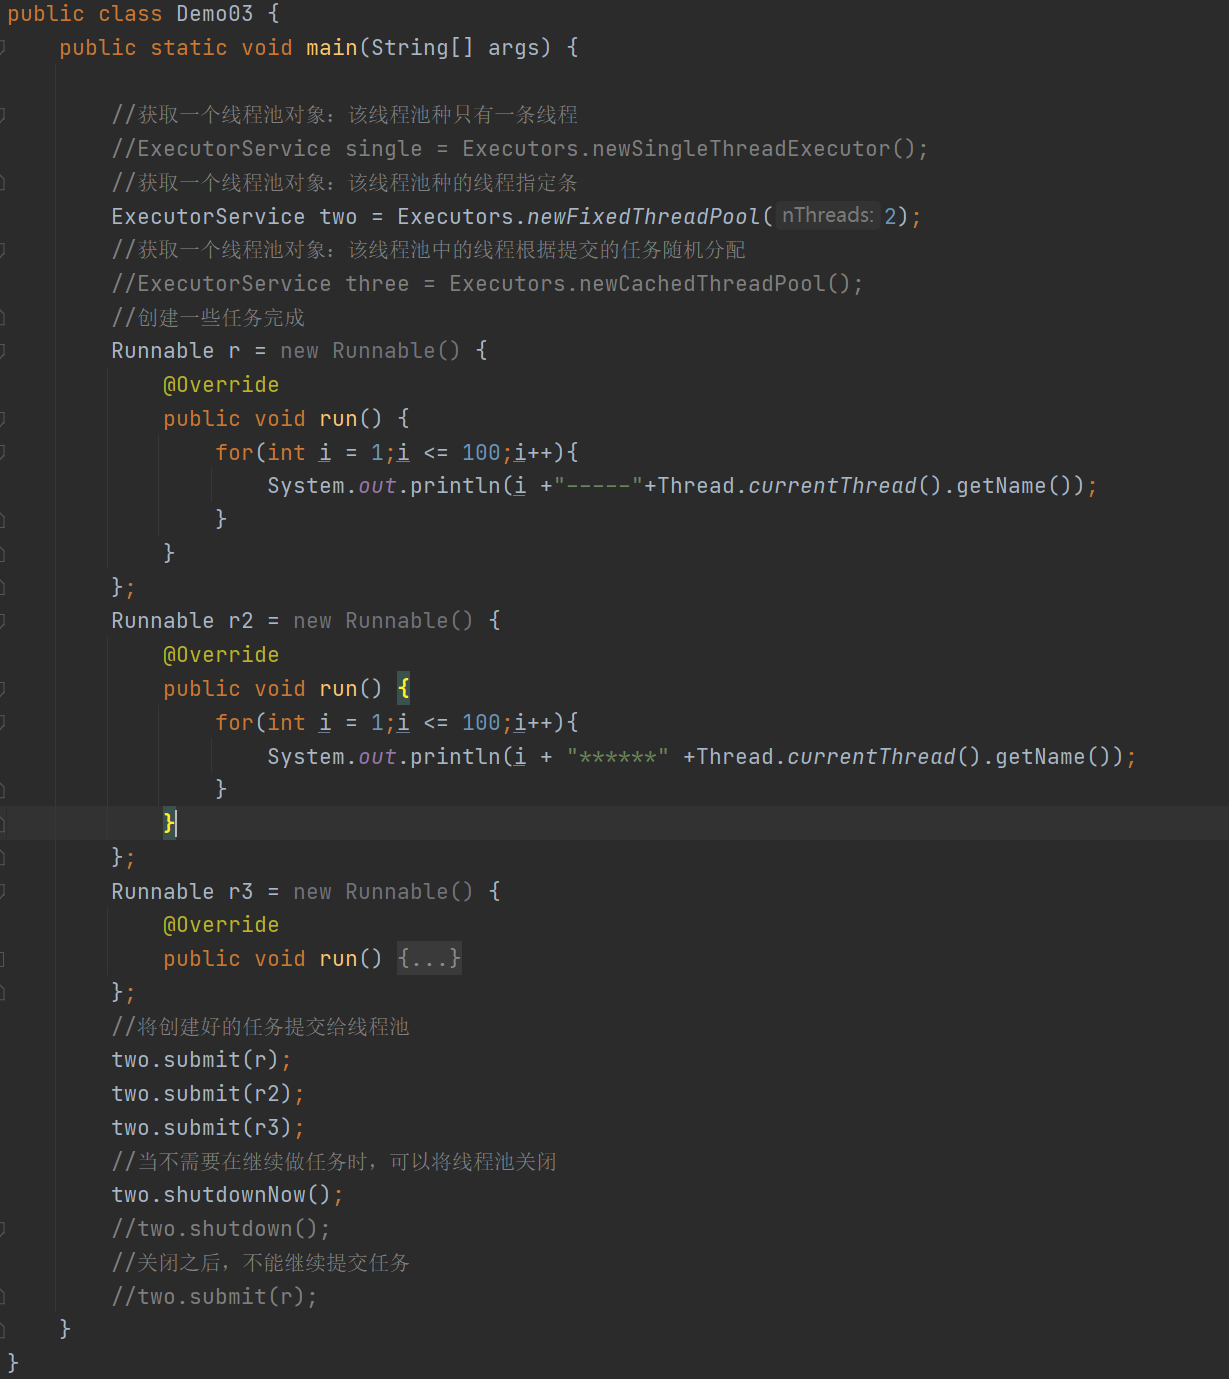 public class Demo03 {
    public static void main(String[] args) {
        //获取一个线程池对象：该线程池种只有一条线程
        //ExecutorService single = Executors.newSingleThreadExecutor();
        //获取一个线程池对象：该线程池种的线程指定条
        ExecutorService two = Executors.newFixedThreadPool( nThreads: 2);
        //获取一个线程池对象：该线程池中的线程根据提交的任务随机分配
        //ExecutorService three = Executors.newCachedThreadPool();
        //创建一些任务完成
        Runnable r = new Runnable() {
            @Override
            public void run() {
                for(int i = 1;i <= 100;i++){
                    System.out.println(i +"-----"+Thread.currentThread().getName());
                }
            }
        };
        Runnable r2 = new Runnable() {
            @Override
            public void run() {
                for(int i = 1;i <= 100;i++){
                    System.out.println(i + "******" +Thread.currentThread().getName());
                }
            }
        };
        Runnable r3 = new Runnable() {
            @Override
            public void run() {...}
        };
        //将创建好的任务提交给线程池
        two.submit(r);
        two.submit(r2);
        two.submit(r3);
        //当不需要在继续做任务时，可以将线程池关闭
        two.shutdownNow();
        //two.shutdown();
        //关闭之后，不能继续提交任务
        //two.submit(r);
    }
}